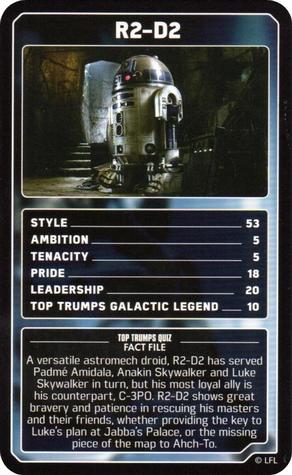 R2-D2
STYLE 53
AMBITION 5
TENACITY 5
PRIDE 18
LEADERSHIP 20
TOP TRUMPS GALACTIC LEGEND 10
TOP TRUMPS QUIZ
FACT FILE
A versatile astromech droid, R2-D2 has served
Padmé Amidala, Anakin Skywalker and Luke
Skywalker in turn, but his most loyal ally is
his counterpart, C-3PO. R2-D2 shows great
bravery and patience in rescuing his masters
and their friends, whether providing the key to
Luke's plan at Jabba's Palace, or the missing
piece of the map to Ahch-To.
© LFL